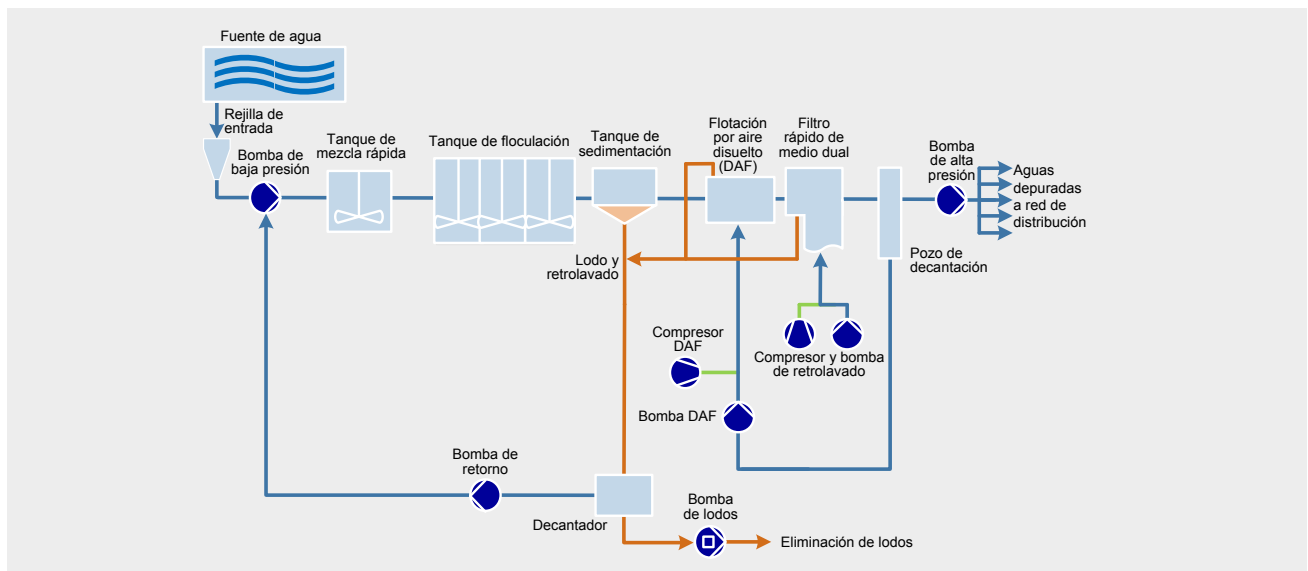 Fuente de agua
Rejilla de
entrada
Bomba de
baja presión
Tanque de
mezcla rápida
Tanque de floculación
Tanque de
sedimentación
Flotación
por aire
disuelto
(DAF)
Filtro
rápido de
medio dual
Bomba
de alta
presión
Aguas
depuradas
a red de
distribución
Pozo de
decantación
Lodo y
retrolavado
Compresor
DAF
Compresor y bomba
de retrolavado
Bomba DAF
Bomba de
retorno
Decantador
Bomba
de lodos
Eliminación de lodos